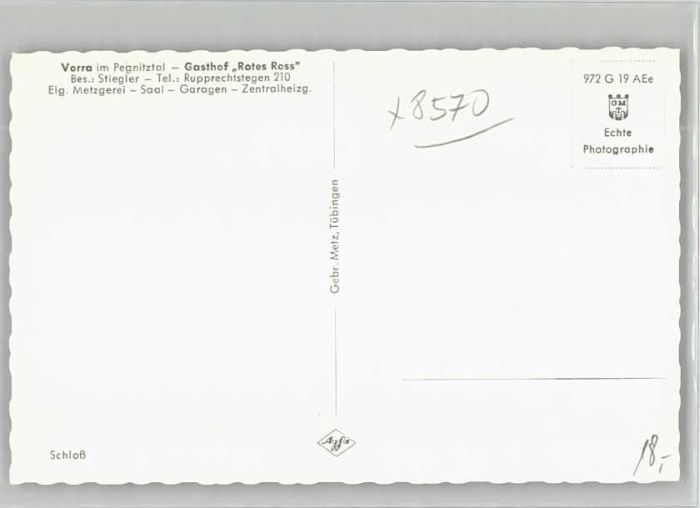 Vorra im Pegnitztal – Gasthof „Rotes Ross"
Bes.: Stiegler – Tel.: Rupprechtstegen 210
Eig. Metzgerei – Saal – Garagen – Zentralheizg.
x8570
972 G 19 AEe
Echte
Photographie
Gebr. Metz, Tübingen
Agfa
Schloß
18,-